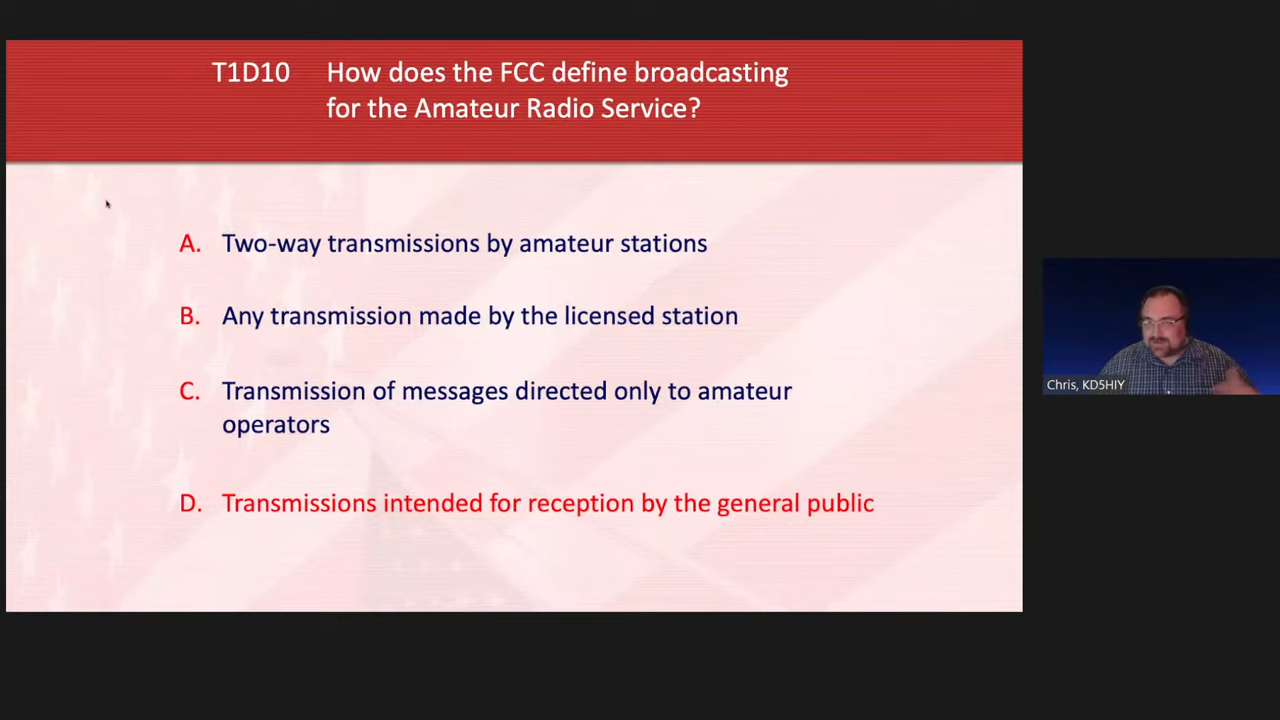 T1D10 How does the FCC define broadcasting
for the Amateur Radio Service?
A. Two-way transmissions by amateur stations
B. Any transmission made by the licensed station
C. Transmission of messages directed only to amateur
operators
D. Transmissions intended for reception by the general public
Chris, KD5HIY